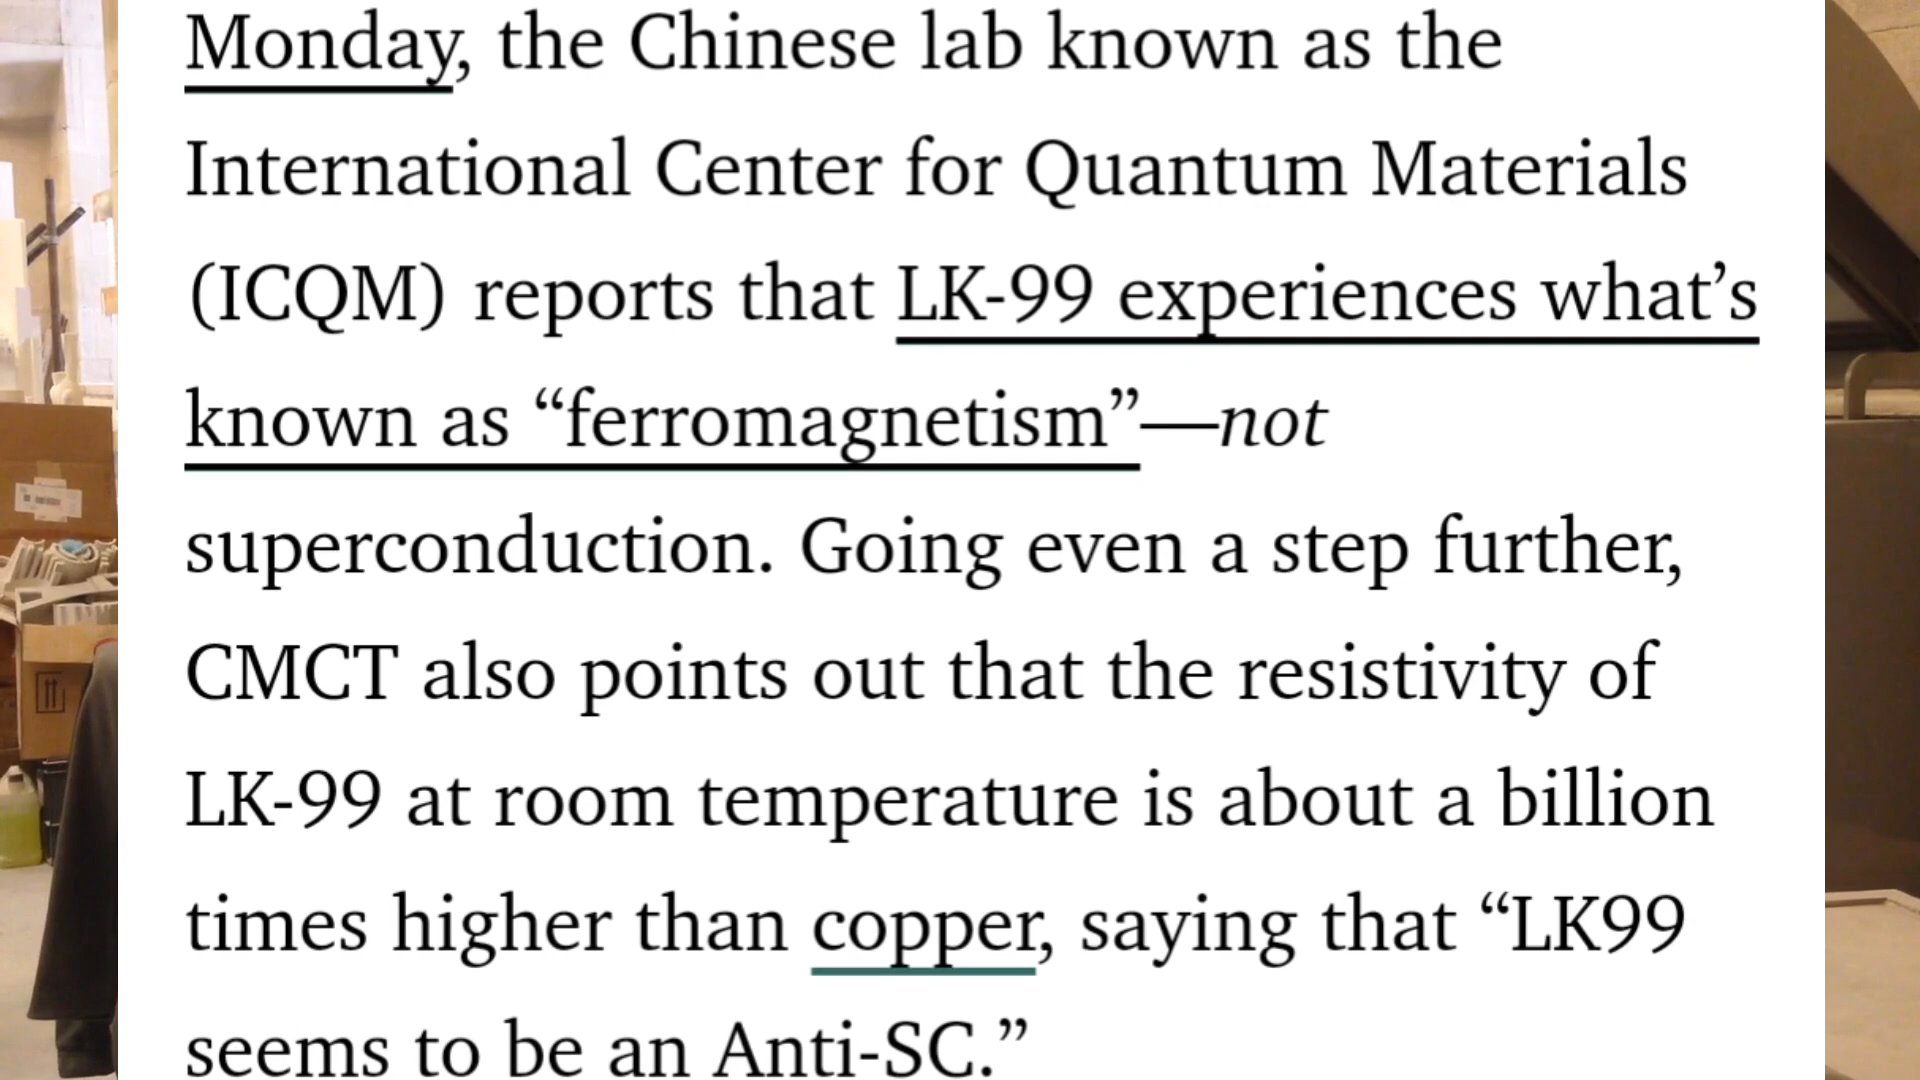 Monday, the Chinese lab known as the
International Center for Quantum Materials
(ICQM) reports that LK-99 experiences what’s
known as “ferromagnetism”—not
superconduction. Going even a step further,
CMCT also points out that the resistivity of
LK-99 at room temperature is about a billion
times higher than copper, saying that “LK99
seems to be an Anti-SC.”